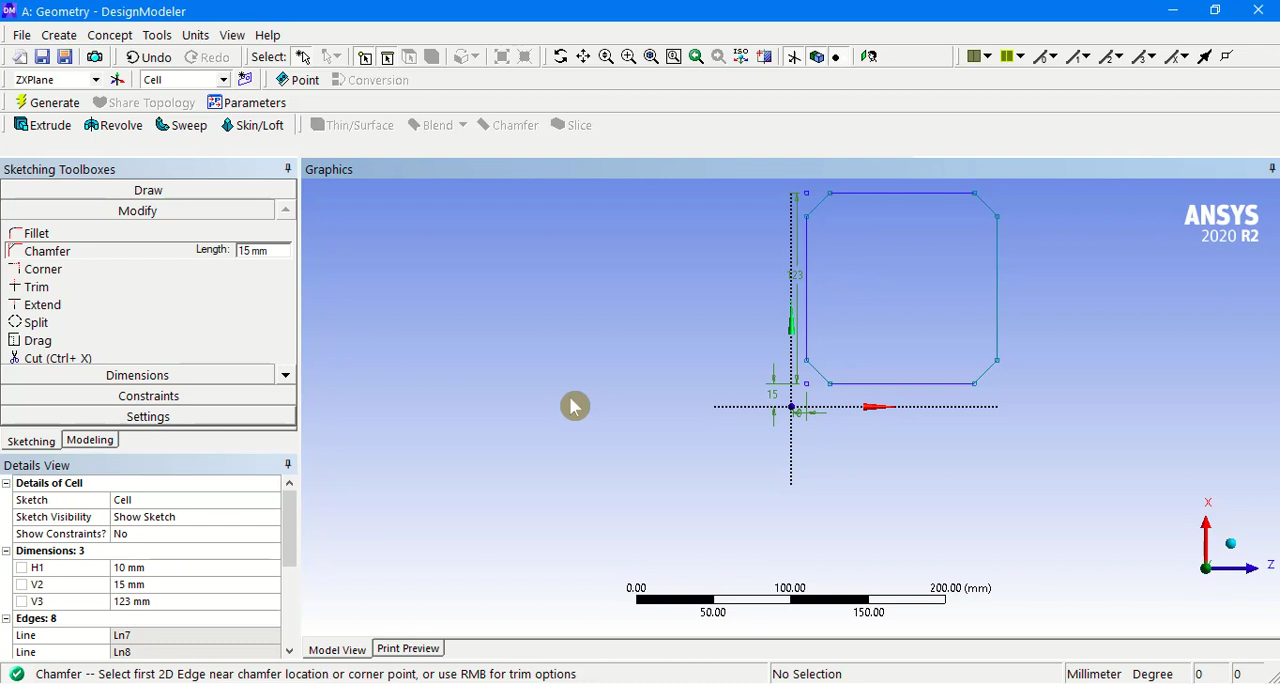 DM A: Geometry - DesignModeler
File Create Concept Tools Units View Help
Undo Redo Select: ISO
ZXPlane Cell Point Conversion
Generate Share Topology Parameters
Extrude Revolve Sweep Skin/Loft Thin/Surface Blend Chamfer Slice
Sketching Toolboxes
Draw
Modify
Fillet
Chamfer Length: 15 mm
Corner
Trim
Extend
Split
Drag
Cut (Ctrl+ X)
Dimensions
Constraints
Settings
Sketching Modeling
Details View
Details of Cell
Sketch Cell
Sketch Visibility Show Sketch
Show Constraints? No
Dimensions: 3
H1 10 mm
V2 15 mm
V3 123 mm
Edges: 8
Line Ln7
Line Ln8
Graphics
ANSYS
2020 R2
123
15
X
Z
0.00 100.00 200.00 (mm)
50.00 150.00
Model View Print Preview
Chamfer -- Select first 2D Edge near chamfer location or corner point, or use RMB for trim options No Selection Millimeter Degree 0 0